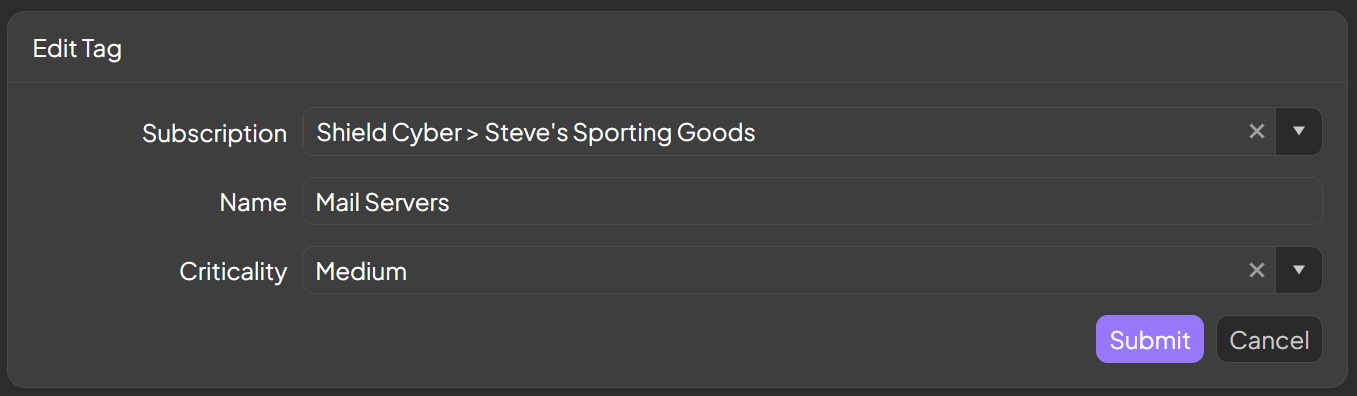 Edit Tag
Subscription Shield Cyber > Steve's Sporting Goods
Name Mail Servers
Criticality Medium
Submit Cancel